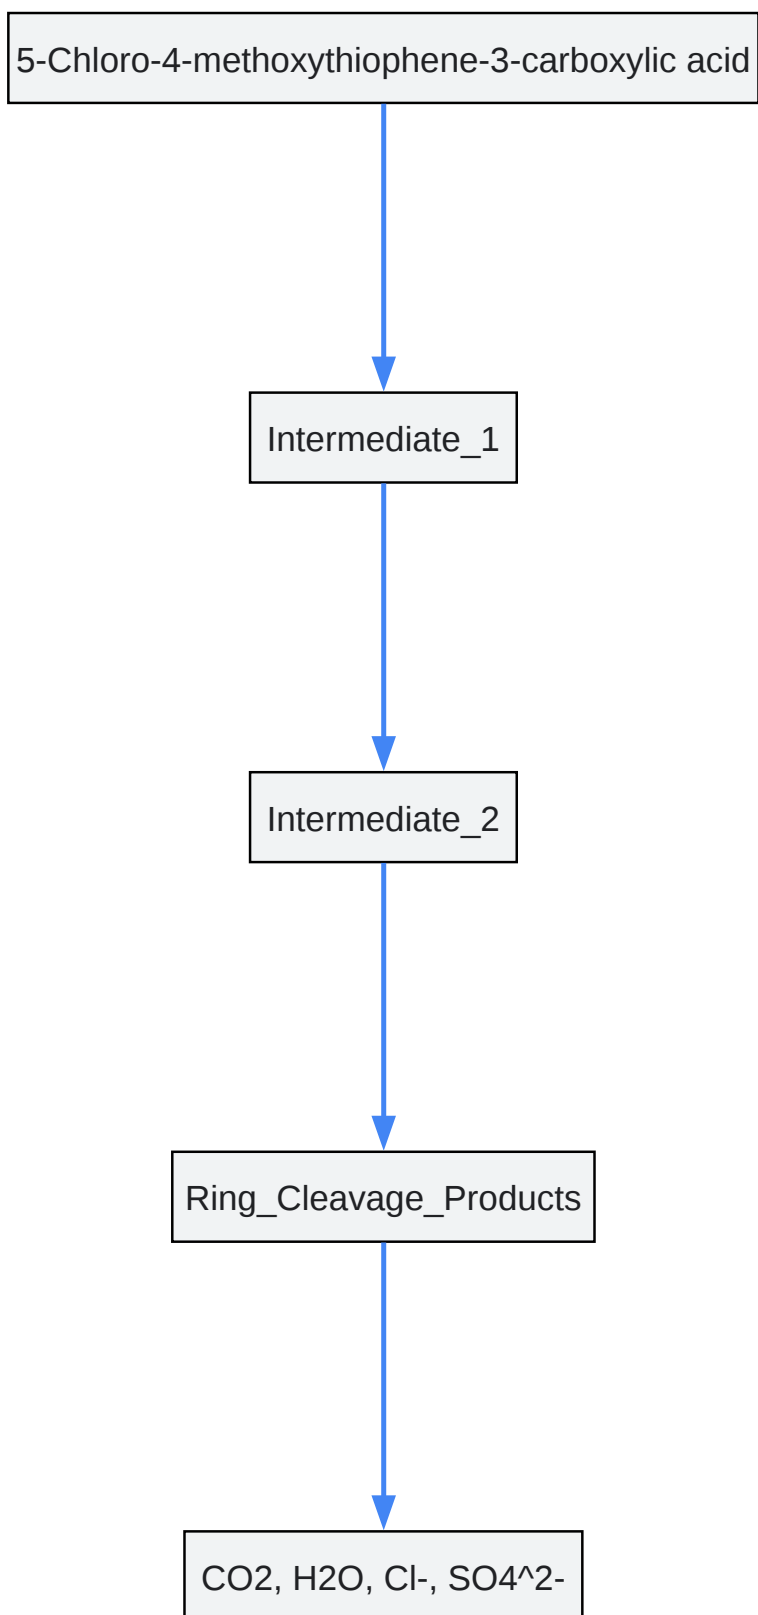 5-Chloro-4-methoxythiophene-3-carboxylic acid
Intermediate_1
Intermediate_2
Ring_Cleavage_Products
CO2, H2O, Cl-, SO4^2-